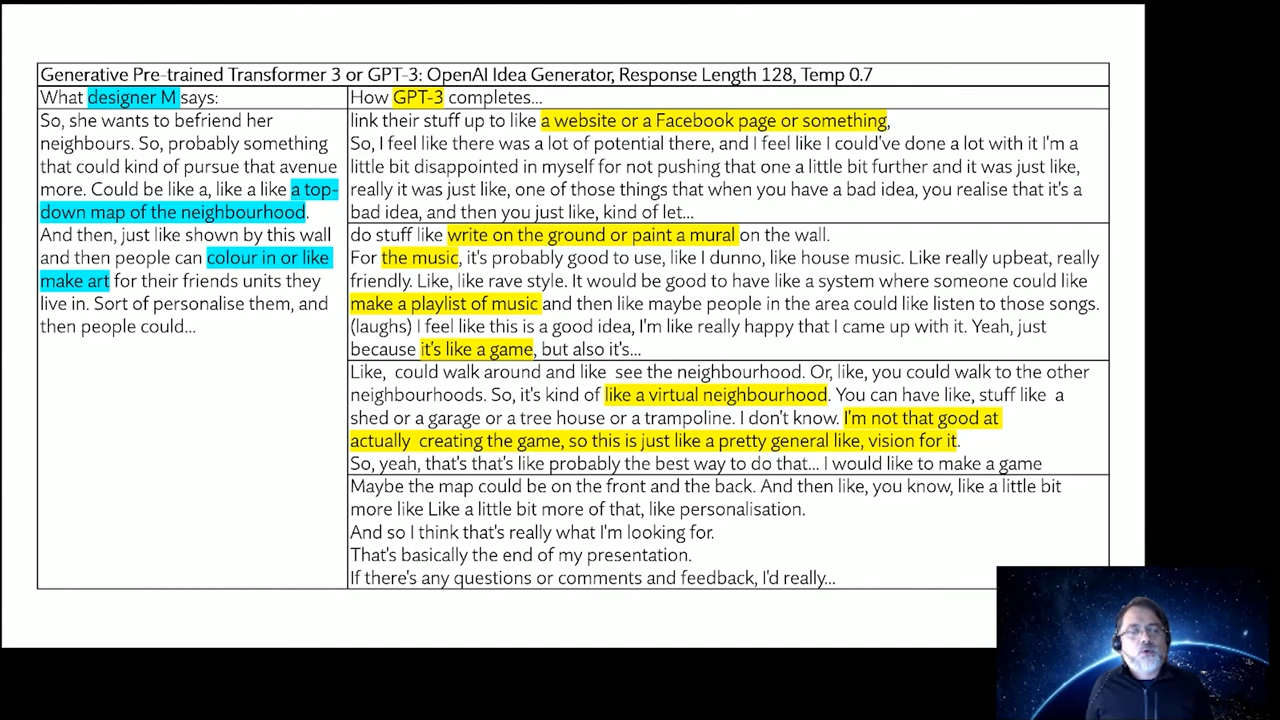 Generative Pre-trained Transformer 3 or GPT-3: OpenAI Idea Generator, Response Length 128, Temp 0.7
What designer M says:
How GPT-3 completes...
So, she wants to befriend her
neighbours. So, probably something
that could kind of pursue that avenue
more. Could be like a, like a like a top-
down map of the neighbourhood.
And then, just like shown by this wall
and then people can colour in or like
make art for their friends units they
live in. Sort of personalise them, and
then people could...
link their stuff up to like a website or a Facebook page or something,
So, I feel like there was a lot of potential there, and I feel like I could've done a lot with it I'm a
little bit disappointed in myself for not pushing that one a little bit further and it was just like,
really it was just like, one of those things that when you have a bad idea, you realise that it's a
bad idea, and then you just like, kind of let...
do stuff like write on the ground or paint a mural on the wall.
For the music, it's probably good to use, like I dunno, like house music. Like really upbeat, really
friendly. Like, like rave style. It would be good to have like a system where someone could like
make a playlist of music and then like maybe people in the area could like listen to those songs.
(laughs) I feel like this is a good idea, I'm like really happy that I came up with it. Yeah, just
because it's like a game, but also it's...
Like, could walk around and like see the neighbourhood. Or, like, you could walk to the other
neighbourhoods. So, it's kind of like a virtual neighbourhood. You can have like, stuff like a
shed or a garage or a tree house or a trampoline. I don't know. I'm not that good at
actually creating the game, so this is just like a pretty general like, vision for it.
So, yeah, that's that's like probably the best way to do that... I would like to make a game
Maybe the map could be on the front and the back. And then like, you know, like a little bit
more like Like a little bit more of that, like personalisation.
And so I think that's really what I'm looking for.
That's basically the end of my presentation.
If there's any questions or comments and feedback, I'd really...